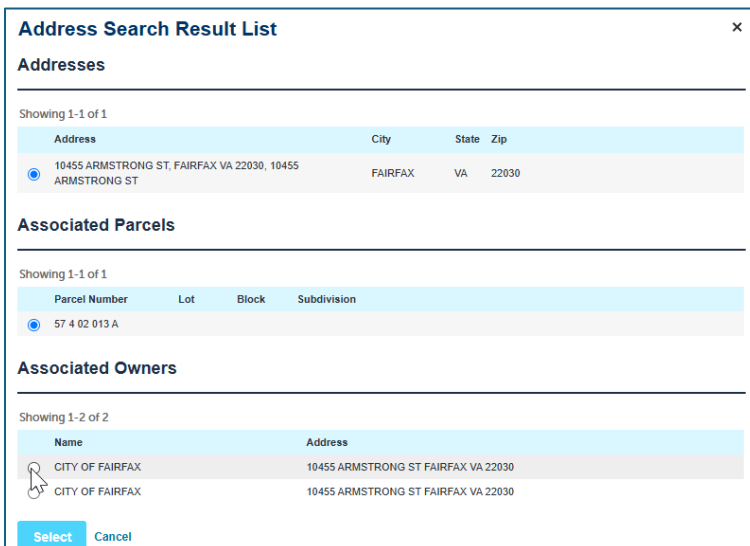 Address Search Result List
×
Addresses
Showing 1-1 of 1
Address City State Zip
10455 ARMSTRONG ST, FAIRFAX VA 22030, 10455
ARMSTRONG ST
FAIRFAX VA 22030
Associated Parcels
Showing 1-1 of 1
Parcel Number Lot Block Subdivision
57 4 02 013 A
Associated Owners
Showing 1-2 of 2
Name Address
CITY OF FAIRFAX 10455 ARMSTRONG ST FAIRFAX VA 22030
CITY OF FAIRFAX 10455 ARMSTRONG ST FAIRFAX VA 22030
Select Cancel